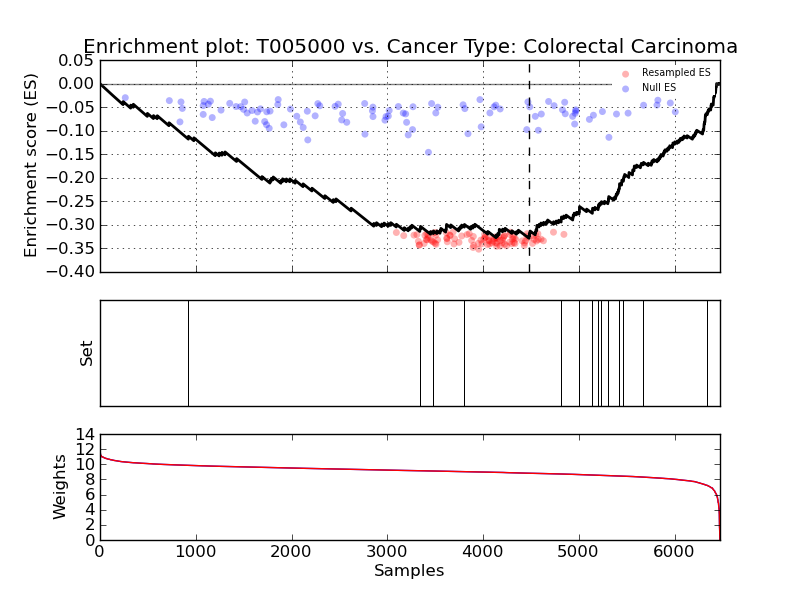 Enrichment plot: T005000 vs. Cancer Type: Colorectal Carcinoma
Enrichment score (ES)
0.05
0.00
−0.05
−0.10
−0.15
−0.20
−0.25
−0.30
−0.35
−0.40
Resampled ES
Null ES
Set
Weights
14
12
10
8
6
4
2
0
0 1000 2000 3000 4000 5000 6000
Samples